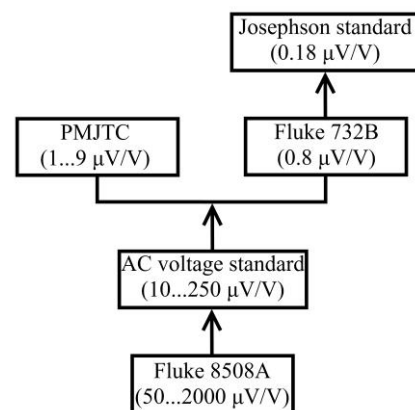 Josephson standard
(0.18 μV/V)
PMJTC
(1...9 μV/V)
Fluke 732B
(0.8 μV/V)
AC voltage standard
(10...250 μV/V)
Fluke 8508A
(50...2000 μV/V)